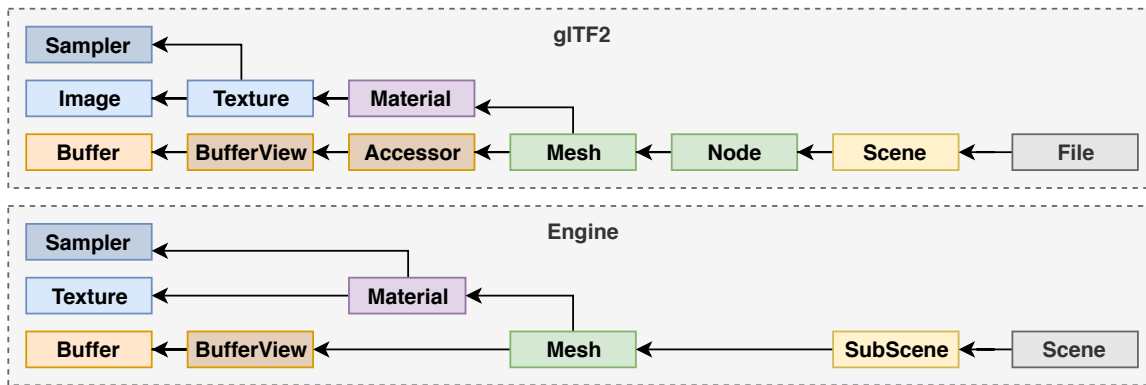 glTF2
Sampler
Image
Texture
Material
Buffer
BufferView
Accessor
Mesh
Node
Scene
File
Engine
Sampler
Texture
Material
Buffer
BufferView
Mesh
SubScene
Scene